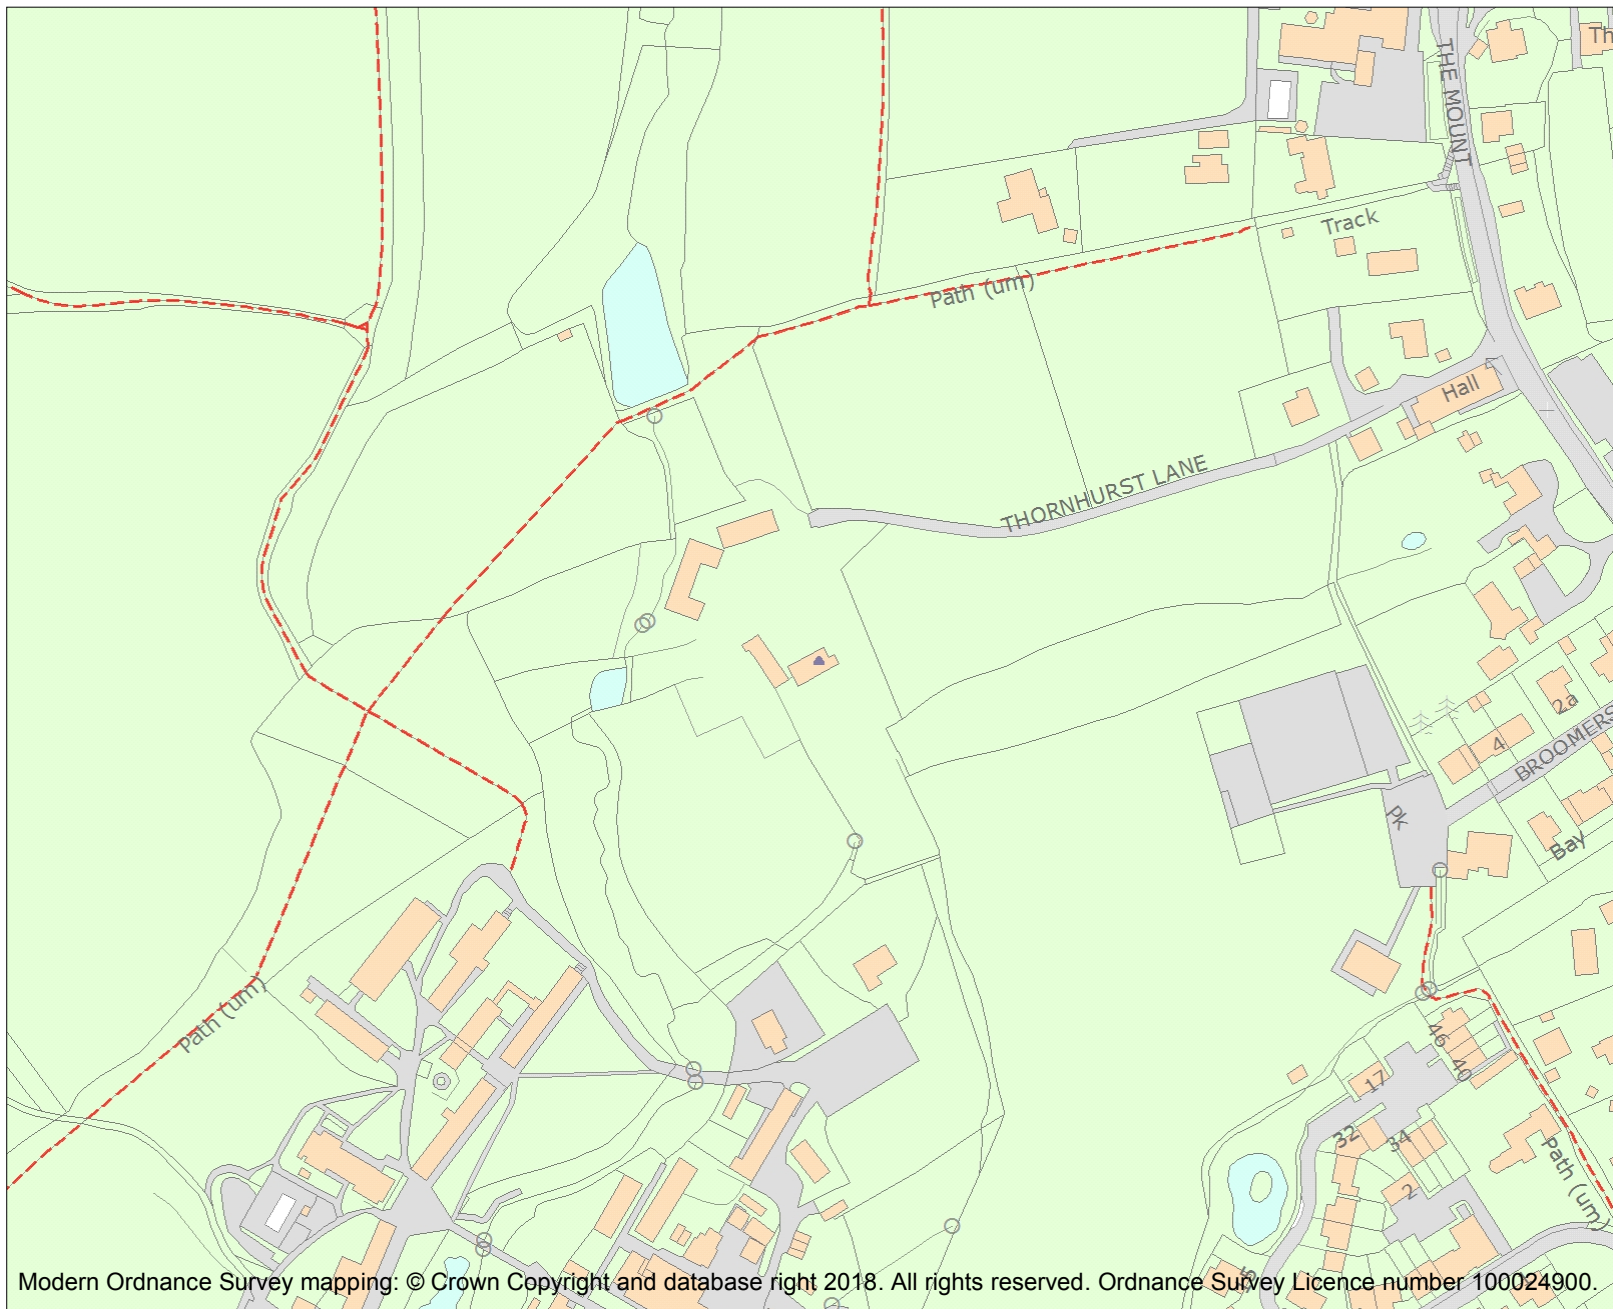 Th
THE MOUNT
Track
Path (um)
Hall
THORNHURST LANE
2a
4
BROOMERS
Pk
Bay
Path (um)
46
40
17
32
34
2
Path (um)
Modern Ordnance Survey mapping: © Crown Copyright and database right 2018. All rights reserved. Ordnance Survey Licence number 100024900.